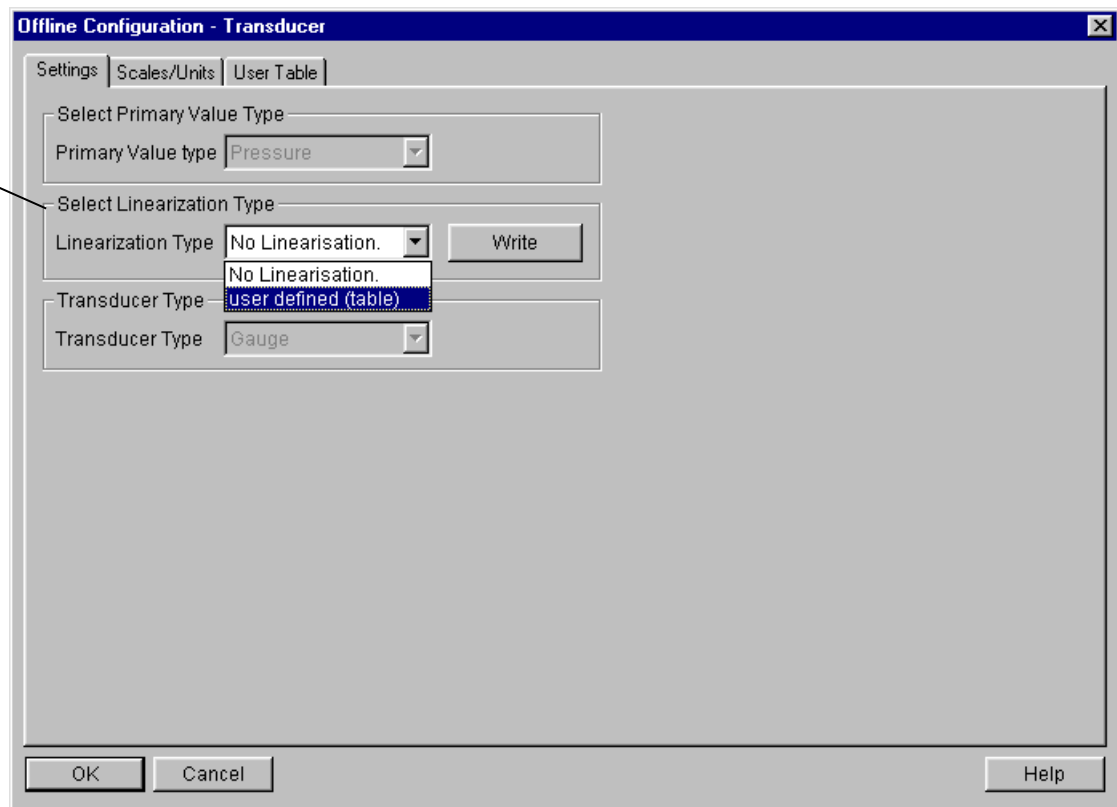 Offline Configuration - Transducer
Settings Scales/Units User Table
Select Primary Value Type
Primary Value type Pressure
Select Linearization Type
Linearization Type No Linearisation. Write
No Linearisation.
user defined (table)
Transducer Type
Transducer Type Gauge
OK Cancel Help